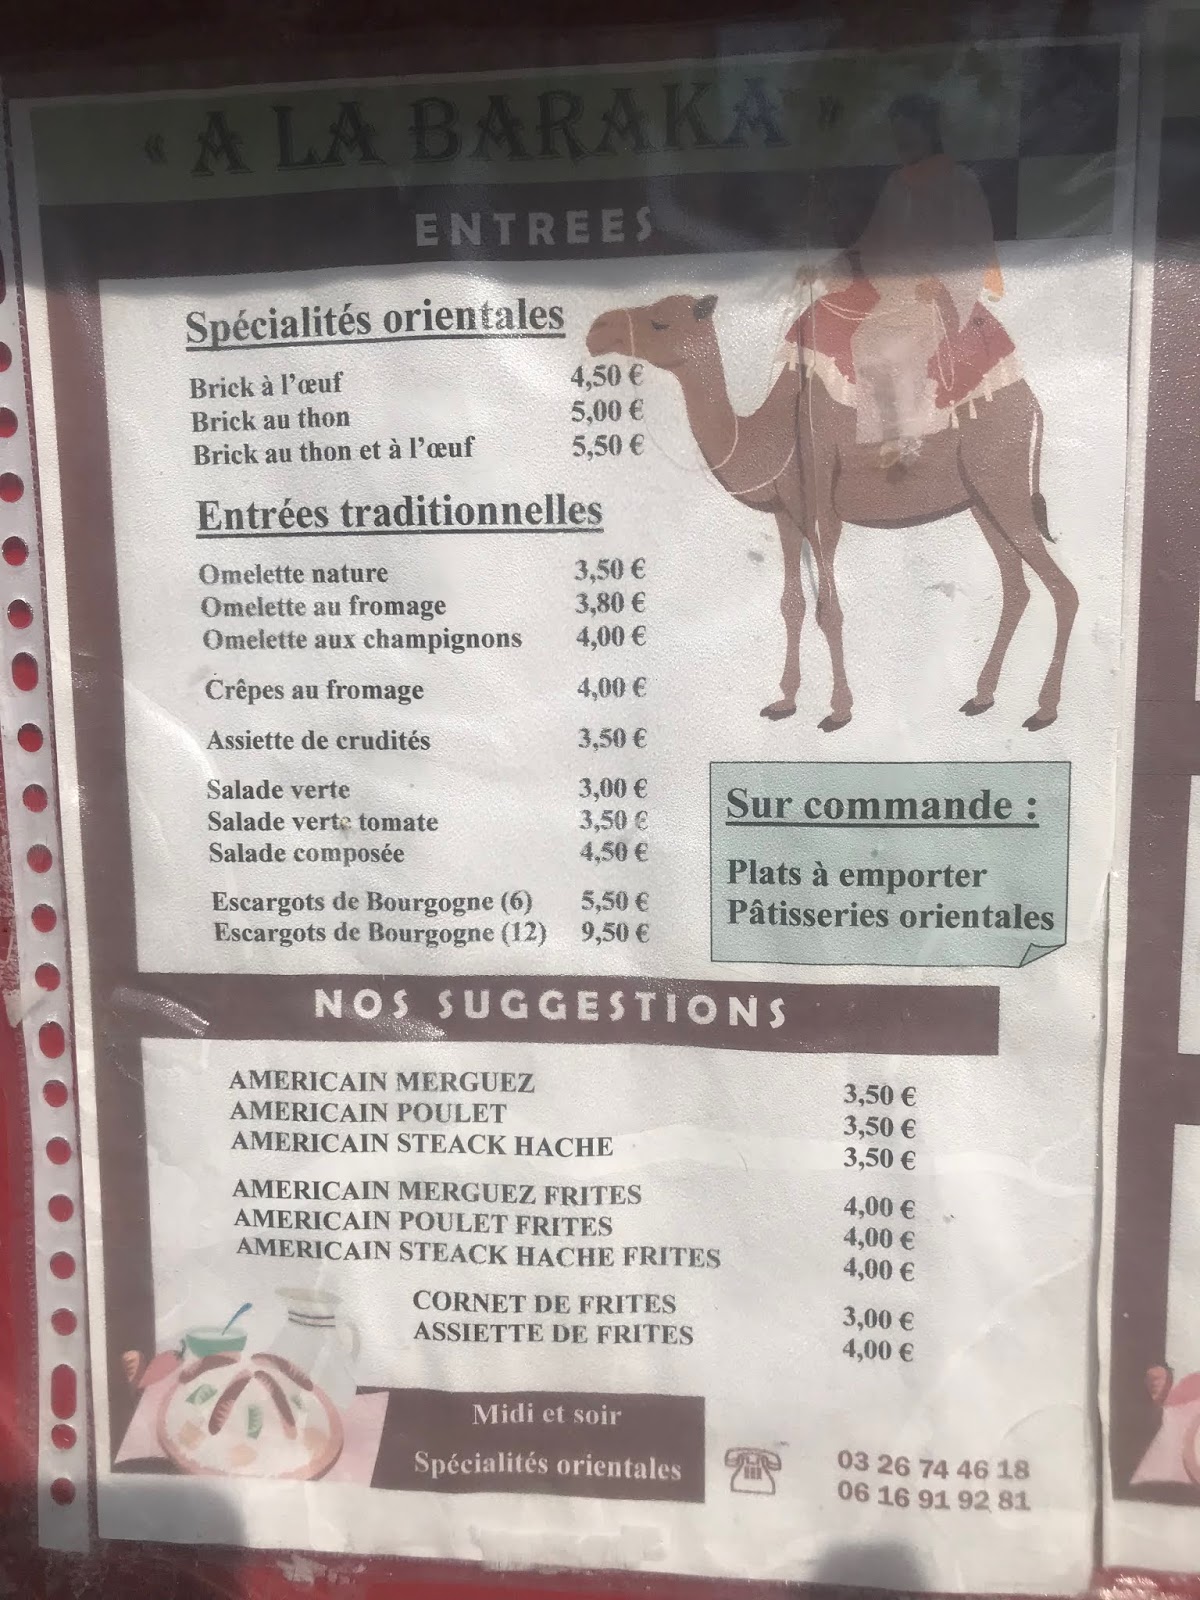 « A LA BARAKA »
ENTREES
Spécialités orientales
Brick à l'œuf 4,50 €
Brick au thon 5,00 €
Brick au thon et à l'œuf 5,50 €
Entrées traditionnelles
Omelette nature 3,50 €
Omelette au fromage 3,80 €
Omelette aux champignons 4,00 €
Crêpes au fromage 4,00 €
Assiette de crudités 3,50 €
Salade verte 3,00 €
Salade verte tomate 3,50 €
Salade composée 4,50 €
Escargots de Bourgogne (6) 5,50 €
Escargots de Bourgogne (12) 9,50 €
Sur commande :
Plats à emporter
Pâtisseries orientales
NOS SUGGESTIONS
AMERICAIN MERGUEZ 3,50 €
AMERICAIN POULET 3,50 €
AMERICAIN STEACK HACHE 3,50 €
AMERICAIN MERGUEZ FRITES 4,00 €
AMERICAIN POULET FRITES 4,00 €
AMERICAIN STEACK HACHE FRITES 4,00 €
CORNET DE FRITES 3,00 €
ASSIETTE DE FRITES 4,00 €
Midi et soir
Spécialités orientales
03 26 74 46 18
06 16 91 92 81